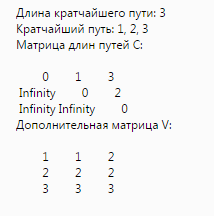 Длина кратчайшего пути: 3
Кратчайший путь: 1, 2, 3
Матрица длин путей С:
0 1 3
Infinity 0 2
Infinity Infinity 0
Дополнительная матрица V:
1 1 2
2 2 2
3 3 3